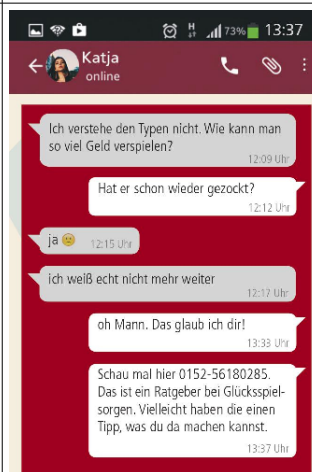 73% 13:37
Katja
online
Ich verstehe den Typen nicht. Wie kann man
so viel Geld verspielen?
12:09 Uhr
Hat er schon wieder gezockt?
12:12 Uhr
ja 12:15 Uhr
ich weiß echt nicht mehr weiter
12:17 Uhr
oh Mann. Das glaub ich dir!
13:33 Uhr
Schau mal hier 0152-56180285.
Das ist ein Ratgeber bei Glücksspiel-
sorgen. Vielleicht haben die einen
Tipp, was du da machen kannst.
13:37 Uhr